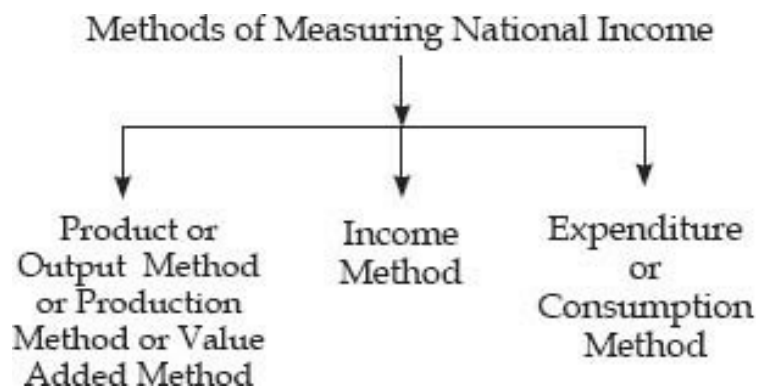 Methods of Measuring National Income
Product or
Output Method
or Production
Method or Value
Added Method
Income
Method
Expenditure
or
Consumption
Method